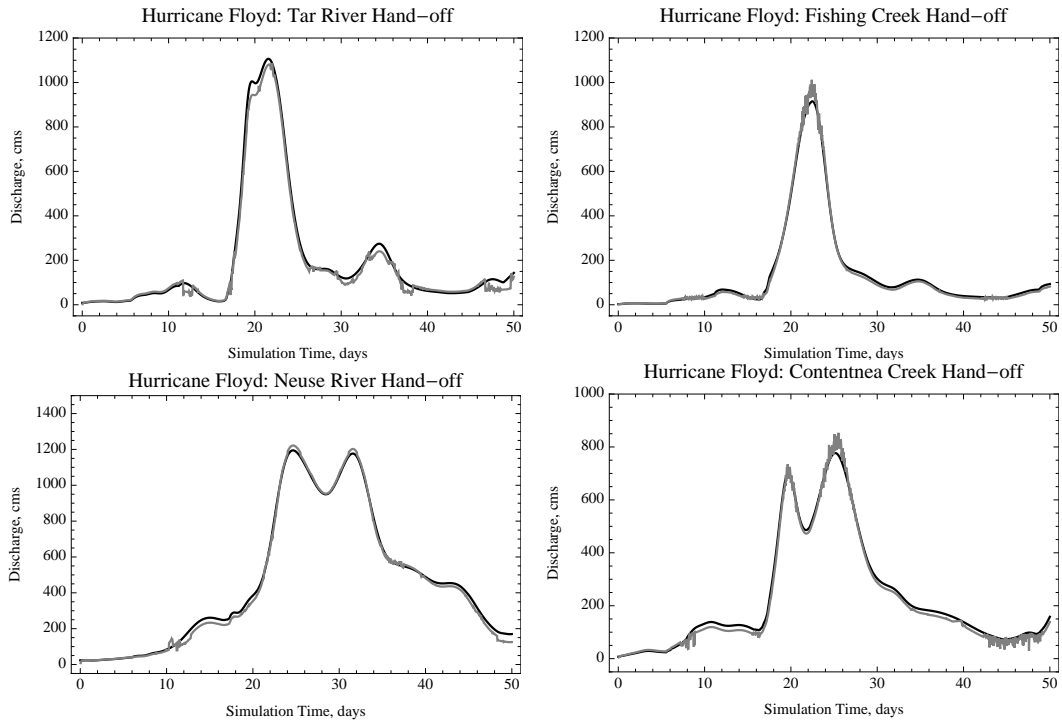 Hurricane Floyd: Tar River Hand−off
1200
1000
800
600
400
200
0
Discharge, cms
0 10 20 30 40 50
Simulation Time, days
Hurricane Floyd: Fishing Creek Hand−off
1200
1000
800
600
400
200
0
Discharge, cms
0 10 20 30 40 50
Simulation Time, days
Hurricane Floyd: Neuse River Hand−off
1400
1200
1000
800
600
400
200
0
Discharge, cms
0 10 20 30 40 50
Simulation Time, days
Hurricane Floyd: Contentnea Creek Hand−off
1000
800
600
400
200
0
Discharge, cms
0 10 20 30 40 50
Simulation Time, days